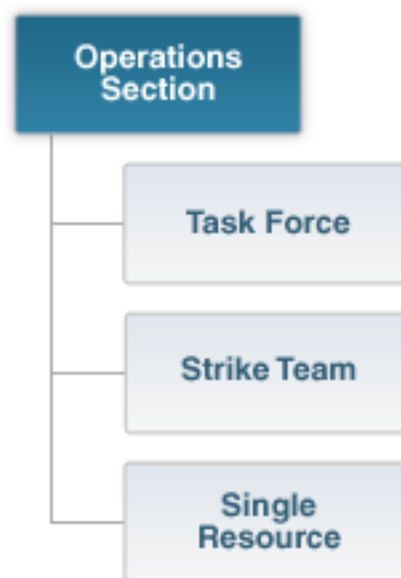 Operations
Section
Task Force
Strike Team
Single
Resource